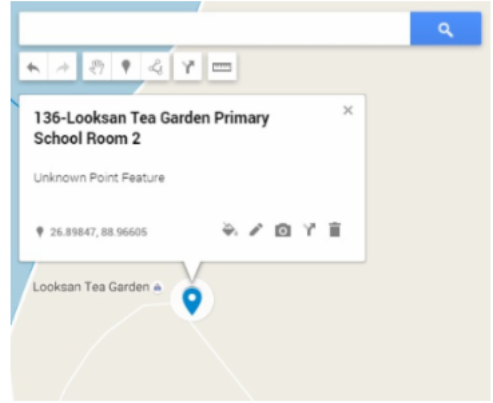 136-Looksan Tea Garden Primary
School Room 2
Unknown Point Feature
26.89847, 88.96605
Looksan Tea Garden